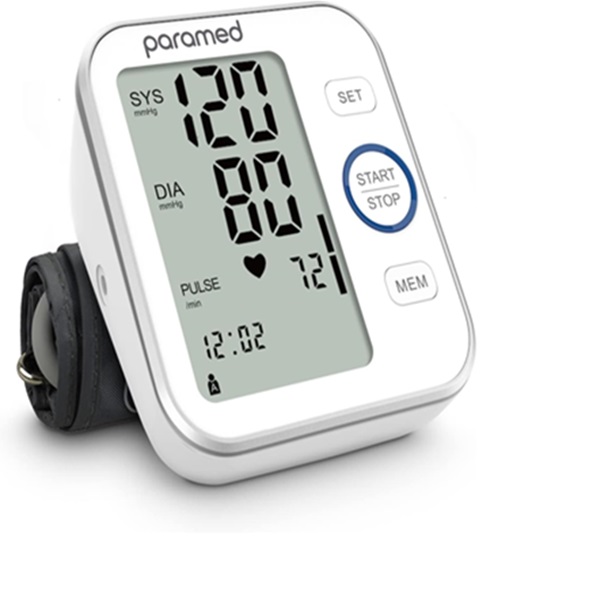 paramed
SYS 120
mmHg
SET
DIA 80
mmHg
START
STOP
PULSE 72
/min
MEM
12:02
A